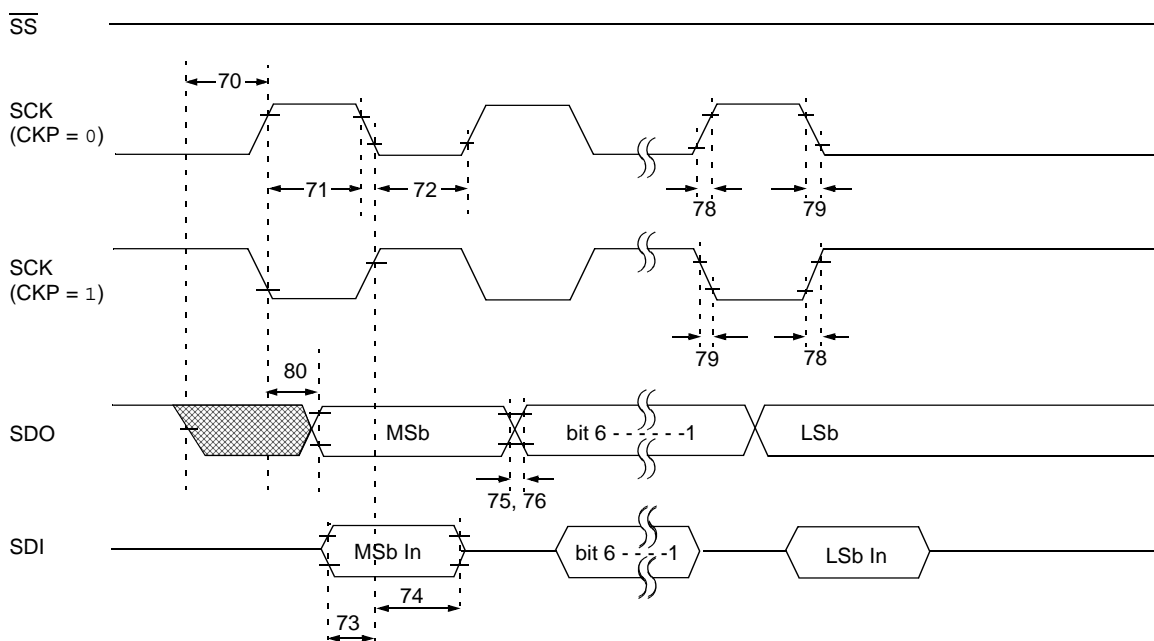 SS
70
SCK
(CKP = 0)
71
72
78
79
SCK
(CKP = 1)
79
78
80
SDO
MSb
bit 6 - - - - - -1
LSb
75, 76
SDI
MSb In
bit 6 - - - - -1
LSb In
74
73